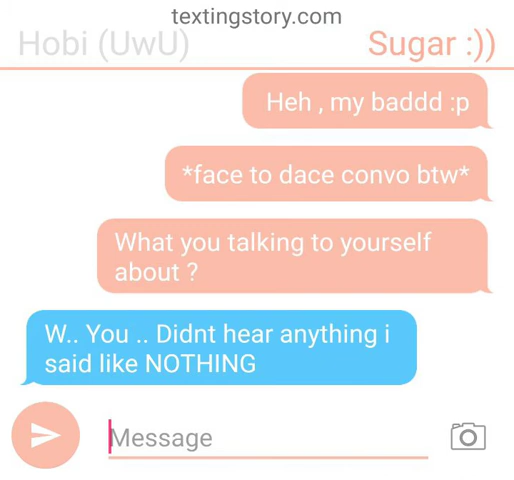 textingstory.com
Hobi (UwU)
Sugar :))
Heh , my baddd :p
*face to dace convo btw*
What you talking to yourself
about ?
W.. You .. Didnt hear anything i
said like NOTHING
Message